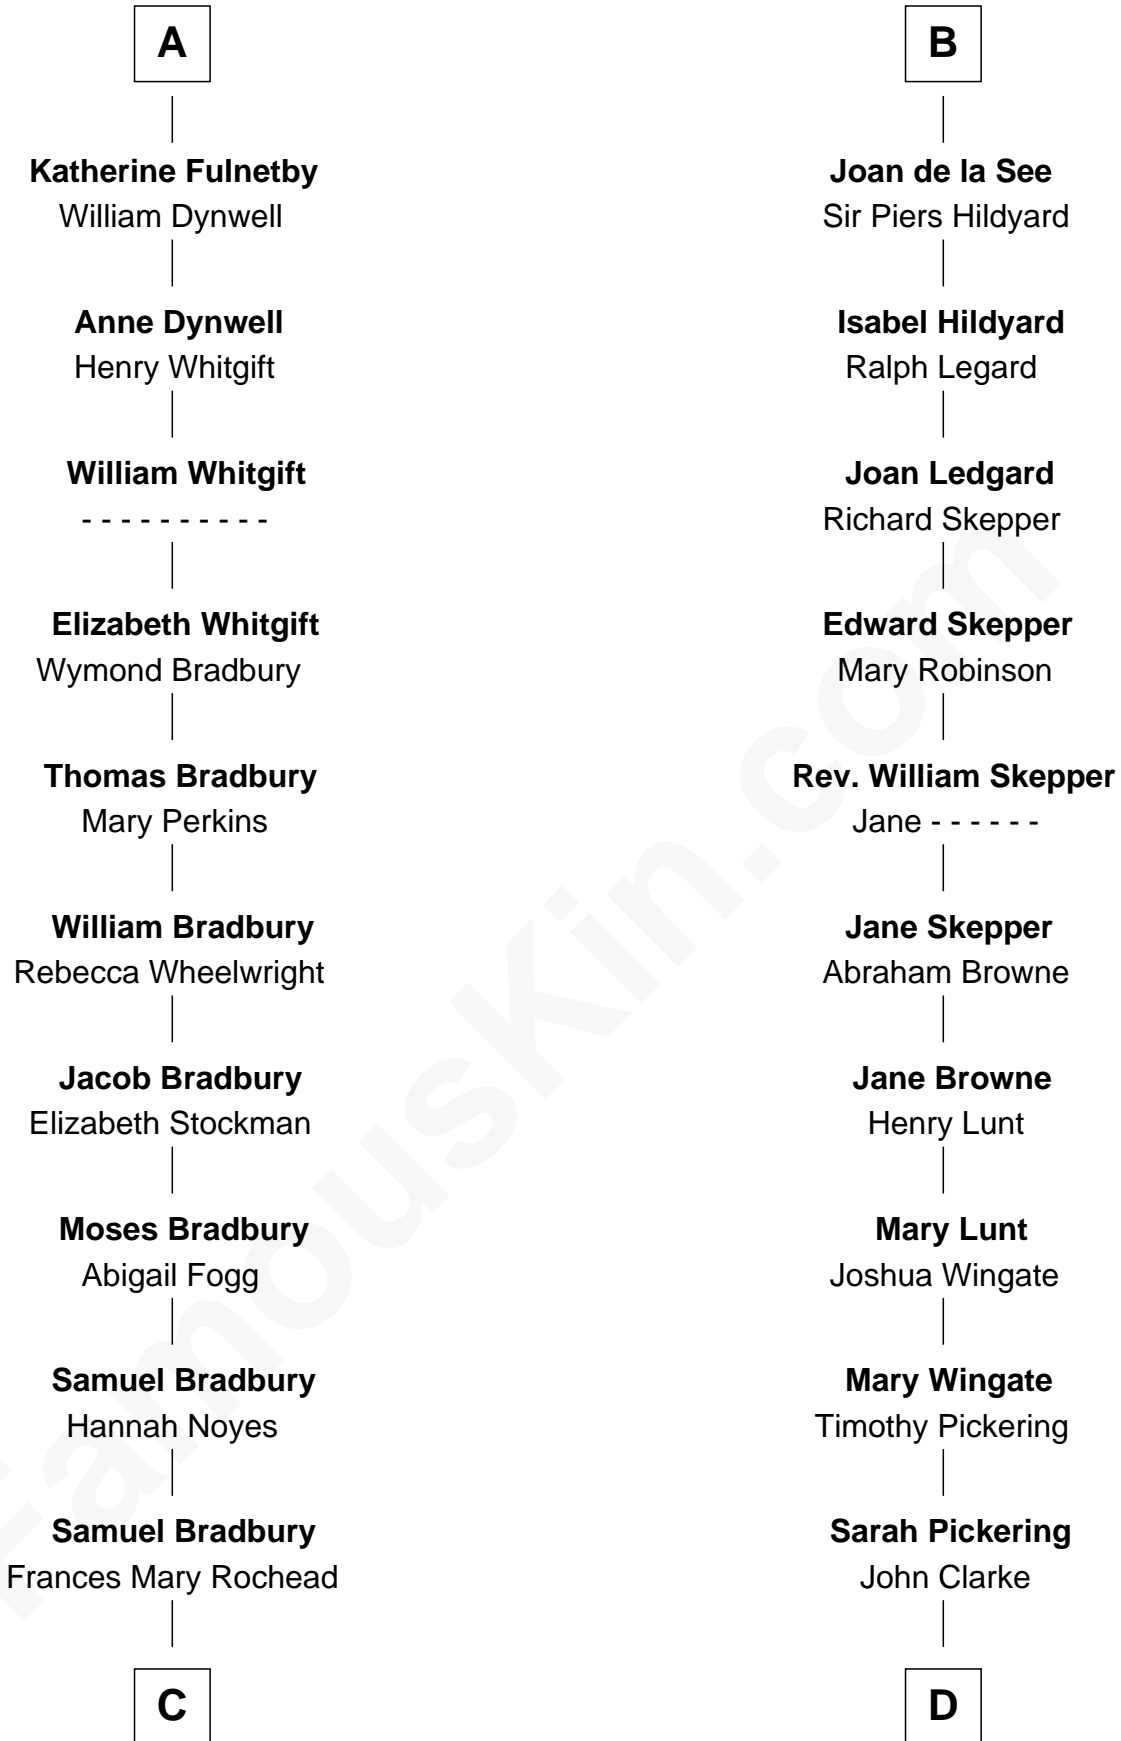 A
Katherine Fulnetby
William Dynwell
Anne Dynwell
Henry Whitgift
William Whitgift
- - - - - - - - - -
Elizabeth Whitgift
Wymond Bradbury
Thomas Bradbury
Mary Perkins
William Bradbury
Rebecca Wheelwright
Jacob Bradbury
Elizabeth Stockman
Moses Bradbury
Abigail Fogg
Samuel Bradbury
Hannah Noyes
Samuel Bradbury
Frances Mary Rochead
C
B
Joan de la See
Sir Piers Hildyard
Isabel Hildyard
Ralph Legard
Joan Ledgard
Richard Skepper
Edward Skepper
Mary Robinson
Rev. William Skepper
Jane - - - - - -
Jane Skepper
Abraham Browne
Jane Browne
Henry Lunt
Mary Lunt
Joshua Wingate
Mary Wingate
Timothy Pickering
Sarah Pickering
John Clarke
D
FamousKin.com